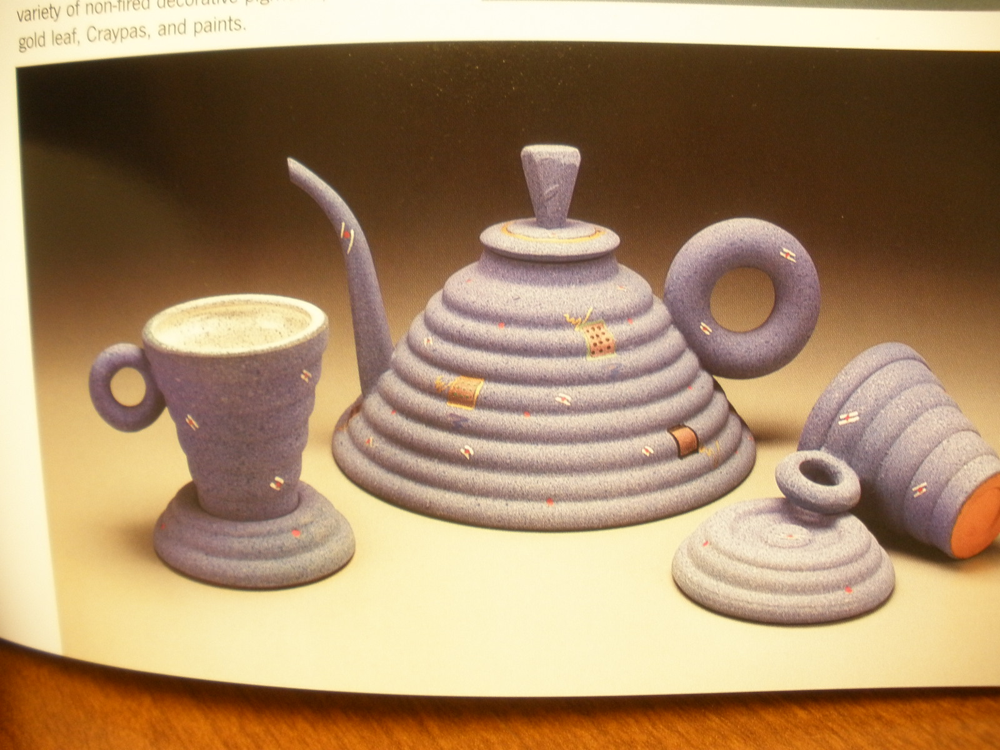 variety of non-fired decorative
gold leaf, Craypas, and paints.